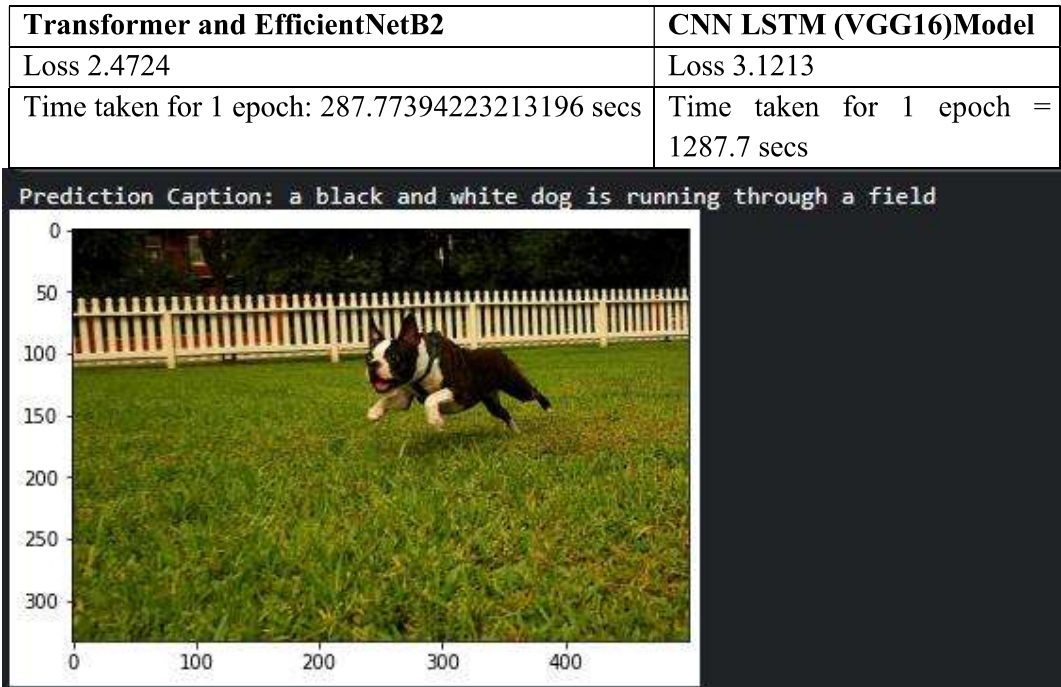 Transformer and EfficientNetB2
CNN LSTM (VGG16)Model
Loss 2.4724
Loss 3.1213
Time taken for 1 epoch: 287.77394223213196 secs
Time taken for 1 epoch =
1287.7 secs
Prediction Caption: a black and white dog is running through a field
0
50
100
150
200
250
300
0 100 200 300 400